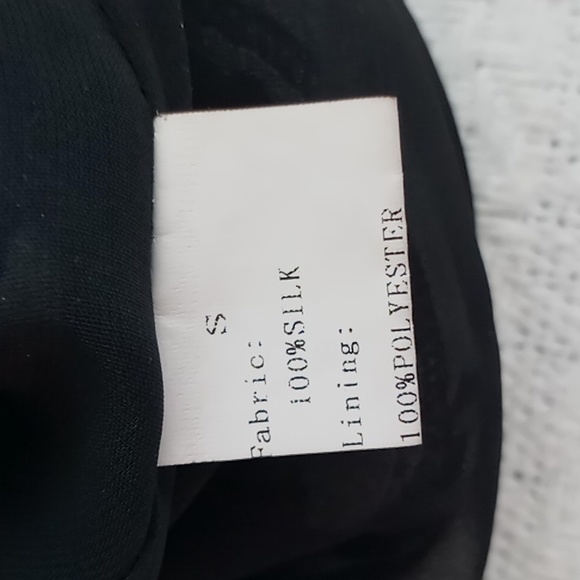 S
Fabric:
100%SILK
Lining:
100%POLYESTER